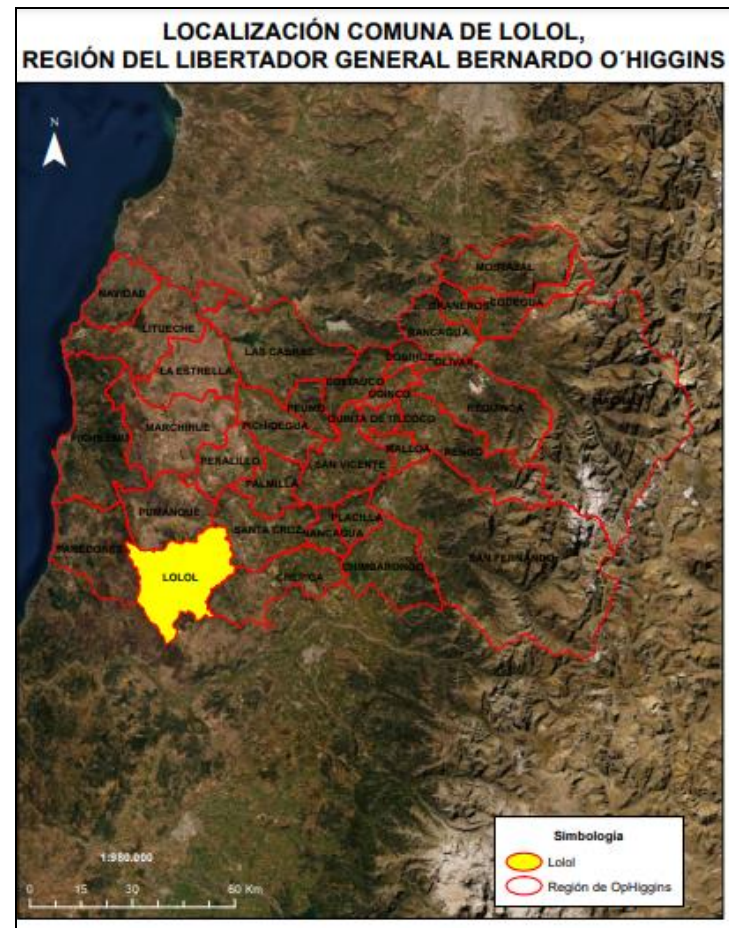 LOCALIZACIÓN COMUNA DE LOLOL,
REGIÓN DEL LIBERTADOR GENERAL BERNARDO O´HIGGINS
N
MOSTAZAL
NAVIDAD
GRANEROS
CODEGUA
LITUECHE
RANCAGUA
LAS CABRAS
DOÑIHUE
OLIVAR
LA ESTRELLA
COLTAUCO
COINCO
MACHALI
PEUMO
REQUINOA
QUINTA DE TILCOCO
MARCHIHUE
PICHIDEGUA
PICHILEMU
MALLOA
RENGO
PERALILLO
SAN VICENTE
PALMILLA
PUMANQUE
PLACILLA
SANTA CRUZ
NANCAGUA
PAREDONES
SAN FERNANDO
CHIMBARONGO
LOLOL
CHEPICA
Simbología
Lolol
Región de OpHiggins
1:980.000
0 15 30 60 Km